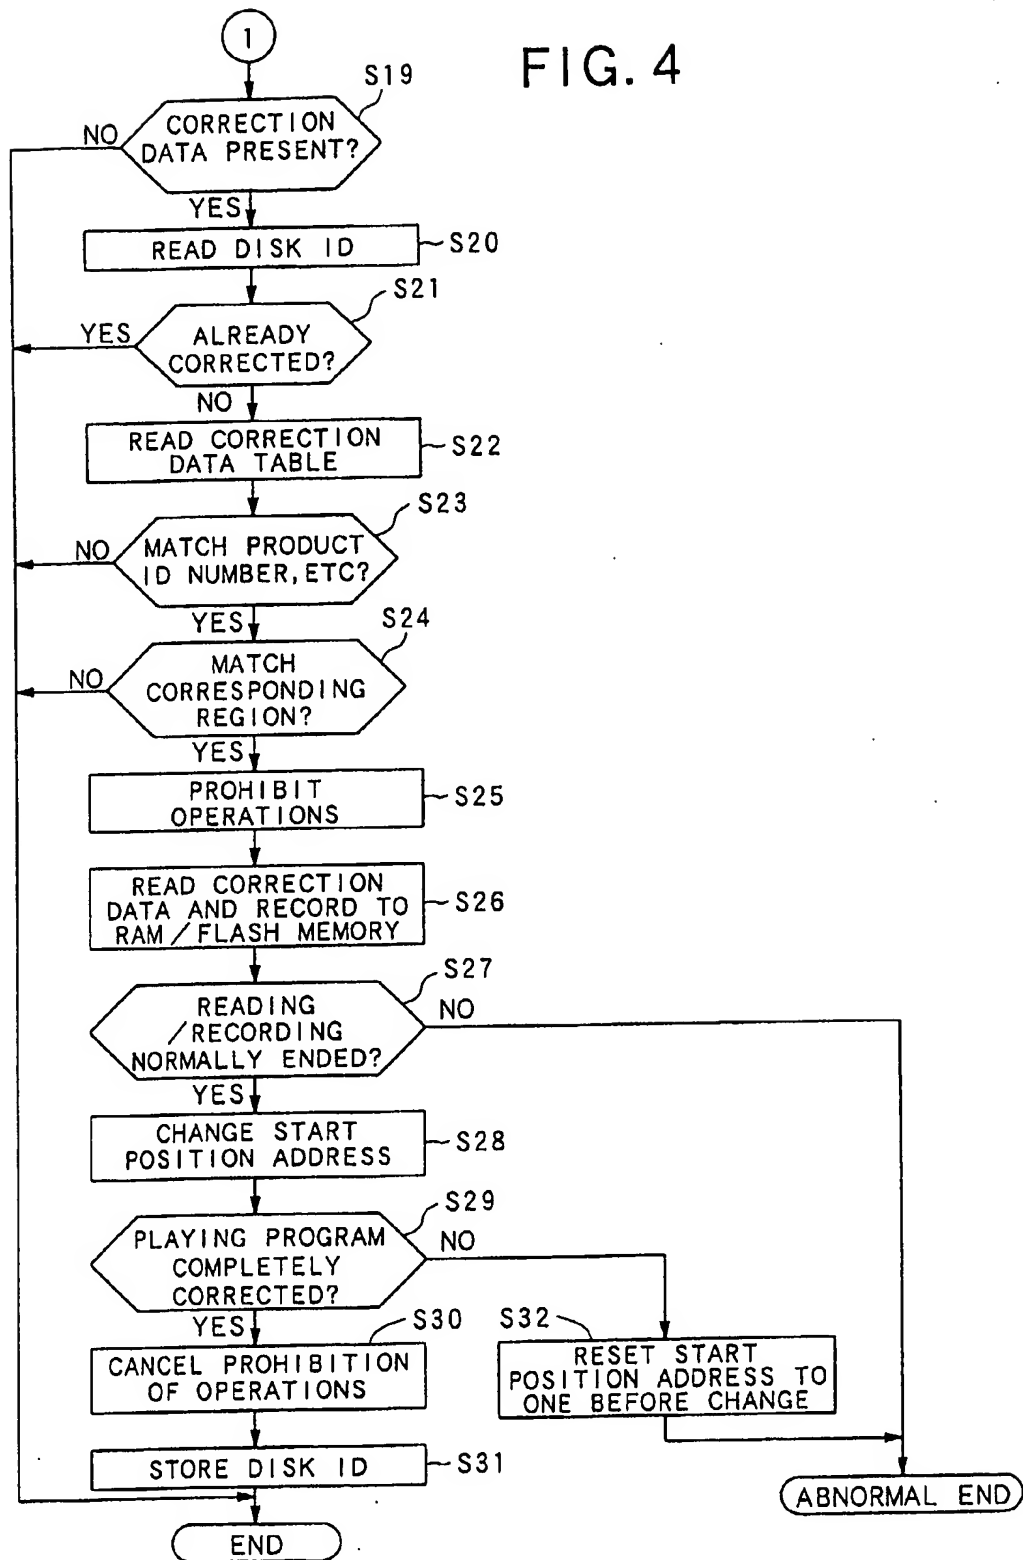 1
FIG. 4
S19
CORRECTION
DATA PRESENT?
NO
YES
READ DISK ID
S20
S21
YES
ALREADY
CORRECTED?
NO
READ CORRECTION
DATA TABLE
S22
S23
NO
MATCH PRODUCT
ID NUMBER, ETC?
YES
S24
NO
MATCH
CORRESPONDING
REGION?
YES
PROHIBIT
OPERATIONS
S25
READ CORRECTION
DATA AND RECORD TO
RAM/FLASH MEMORY
S26
S27
READING
/RECORDING
NORMALLY ENDED?
NO
YES
CHANGE START
POSITION ADDRESS
S28
S29
PLAYING PROGRAM
COMPLETELY
CORRECTED?
NO
YES
S30
CANCEL PROHIBITION
OF OPERATIONS
S32
RESET START
POSITION ADDRESS TO
ONE BEFORE CHANGE
STORE DISK ID
S31
ABNORMAL END
END